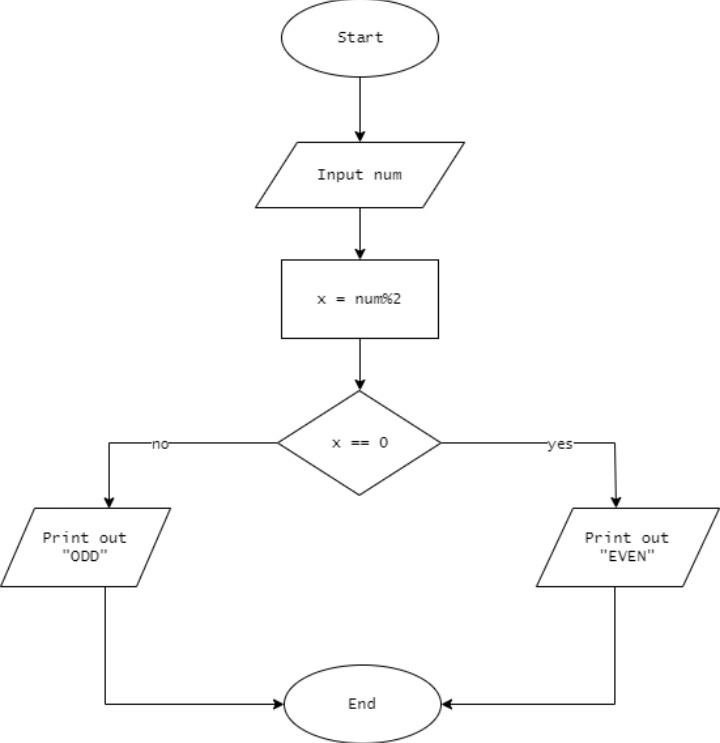 Start
Input num
x = num%2
x == 0
no
yes
Print out
"ODD"
Print out
"EVEN"
End